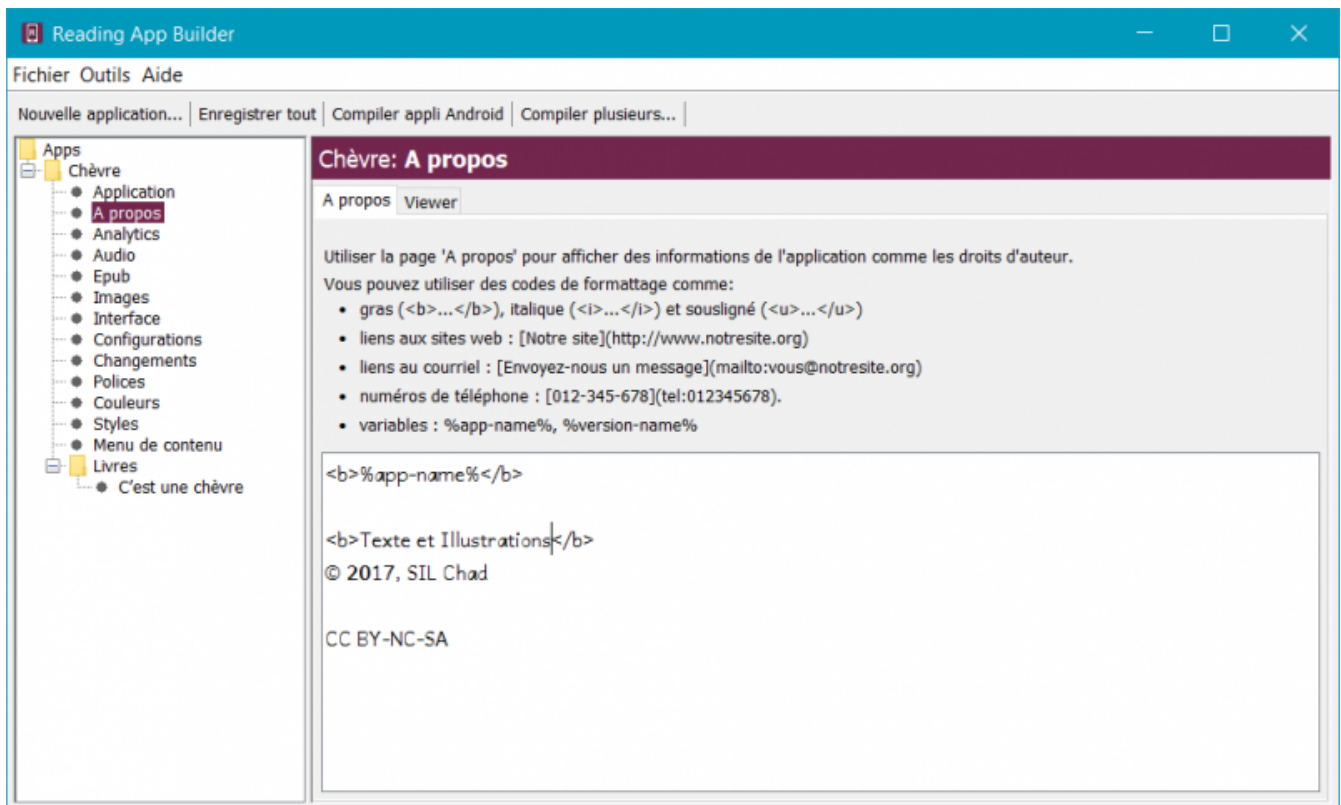 Reading App Builder
Fichier Outils Aide
Nouvelle application... Enregistrer tout Compiler appli Android Compiler plusieurs...
Apps
Chèvre
Application
A propos
Analytics
Audio
Epub
Images
Interface
Configurations
Changements
Polices
Couleurs
Styles
Menu de contenu
Livres
C'est une chèvre
Chèvre: A propos
A propos Viewer
Utiliser la page 'A propos' pour afficher des informations de l'application comme les droits d'auteur.
Vous pouvez utiliser des codes de formattage comme:
• gras (<b>...</b>), italique (<i>...</i>) et sousligné (<u>...</u>)
• liens aux sites web : [Notre site](http://www.notresite.org)
• liens au courriel : [Envoyez-nous un message](mailto:vous@notresite.org)
• numéros de téléphone : [012-345-678](tel:012345678).
• variables : %app-name%, %version-name%
<b>%app-name%</b>
<b>Texte et Illustrations</b>
© 2017, SIL Chad
CC BY-NC-SA